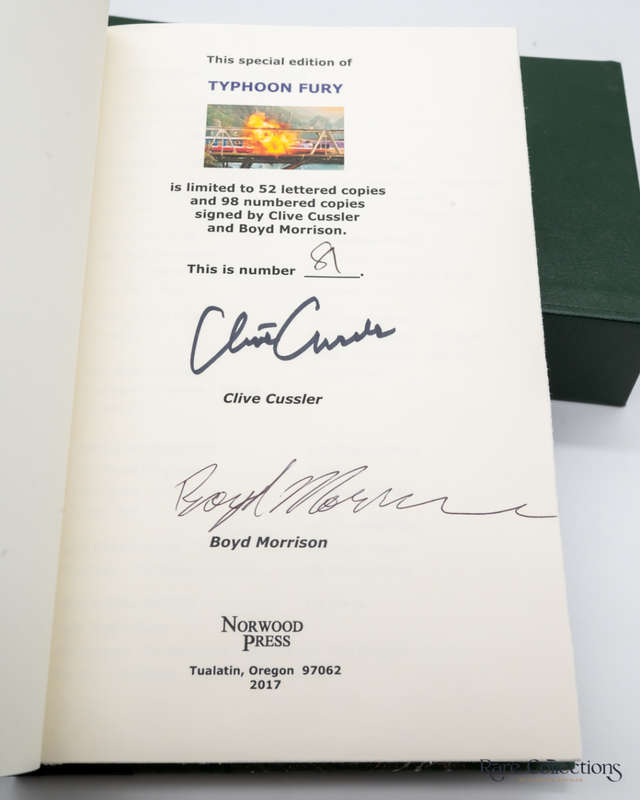 This special edition of
TYPHOON FURY
is limited to 52 lettered copies
and 98 numbered copies
signed by Clive Cussler
and Boyd Morrison.
This is number 81.
Clive Cussler
Clive Cussler
Boyd Morrison
Boyd Morrison
NORWOOD
PRESS
Tualatin, Oregon 97062
2017
Rare Collections